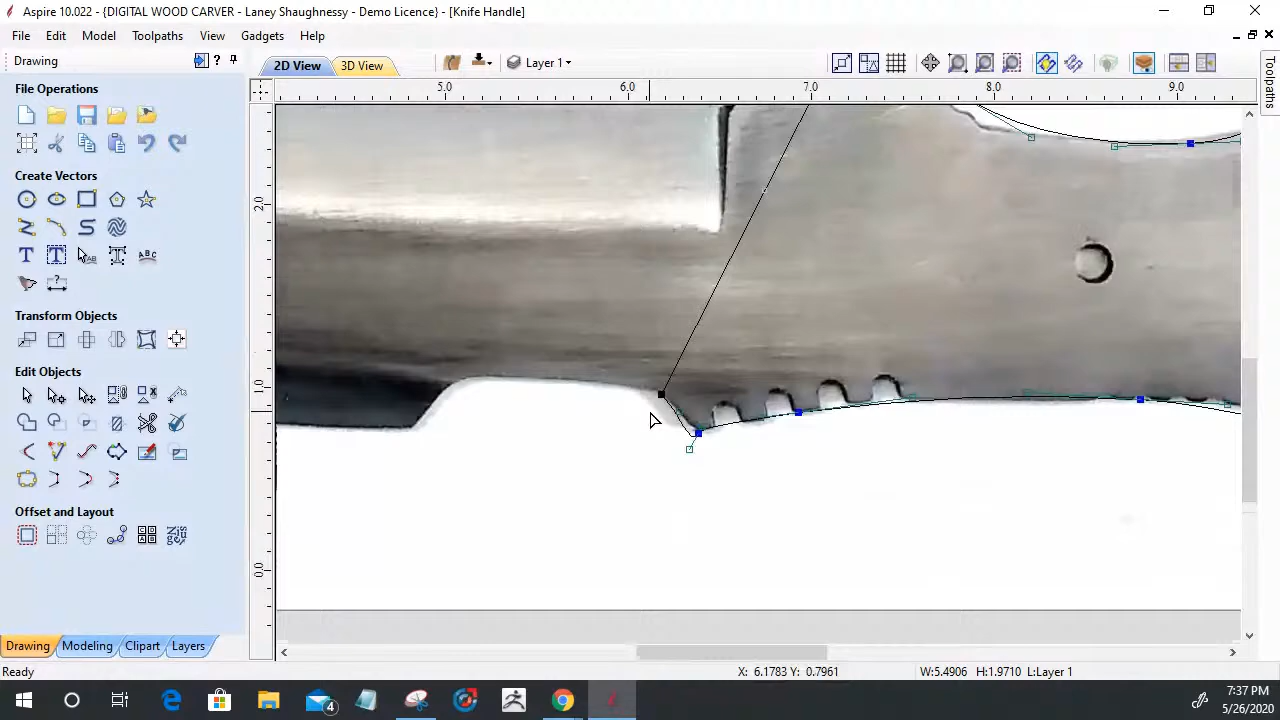 Aspire 10.022 - {DIGITAL WOOD CARVER - Laney Shaughnessy - Demo Licence} - [Knife Handle]
File Edit Model Toolpaths View Gadgets Help
Drawing
2D View 3D View Layer 1
File Operations
Create Vectors
Transform Objects
Edit Objects
Offset and Layout
5.0 6.0 7.0 8.0 9.0
2.0
1.0
0.0
Toolpaths
Drawing Modeling Clipart Layers
Ready X: 6.1783 Y: 0.7961 W:5.4906 H:1.9710 L:Layer 1
4
7:37 PM
5/26/2020